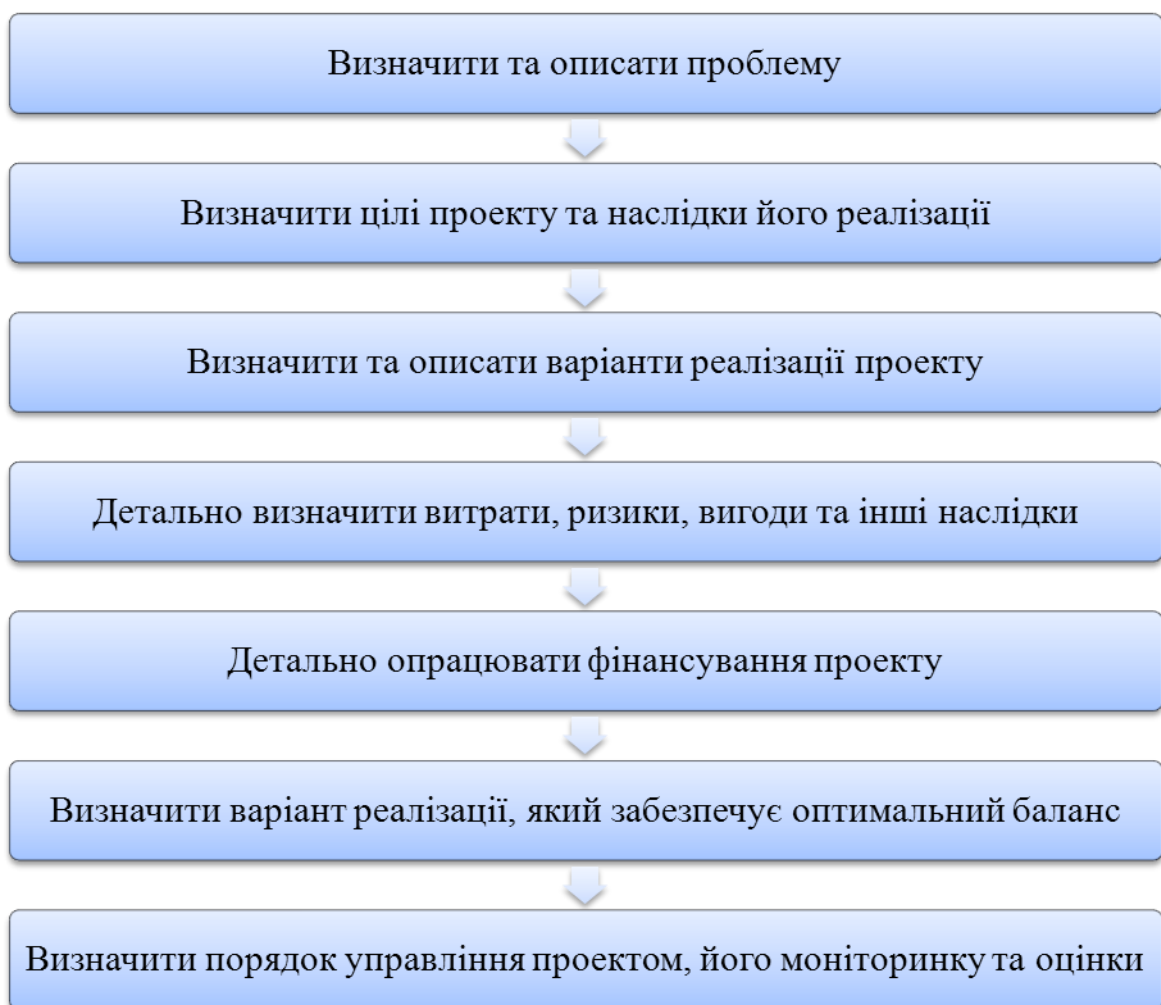 Визначити та описати проблему
Визначити цілі проекту та наслідки його реалізації
Визначити та описати варіанти реалізації проекту
Детально визначити витрати, ризики, вигоди та інші наслідки
Детально опрацювати фінансування проекту
Визначити варіант реалізації, який забезпечує оптимальний баланс
Визначити порядок управління проектом, його моніторинку та оцінки